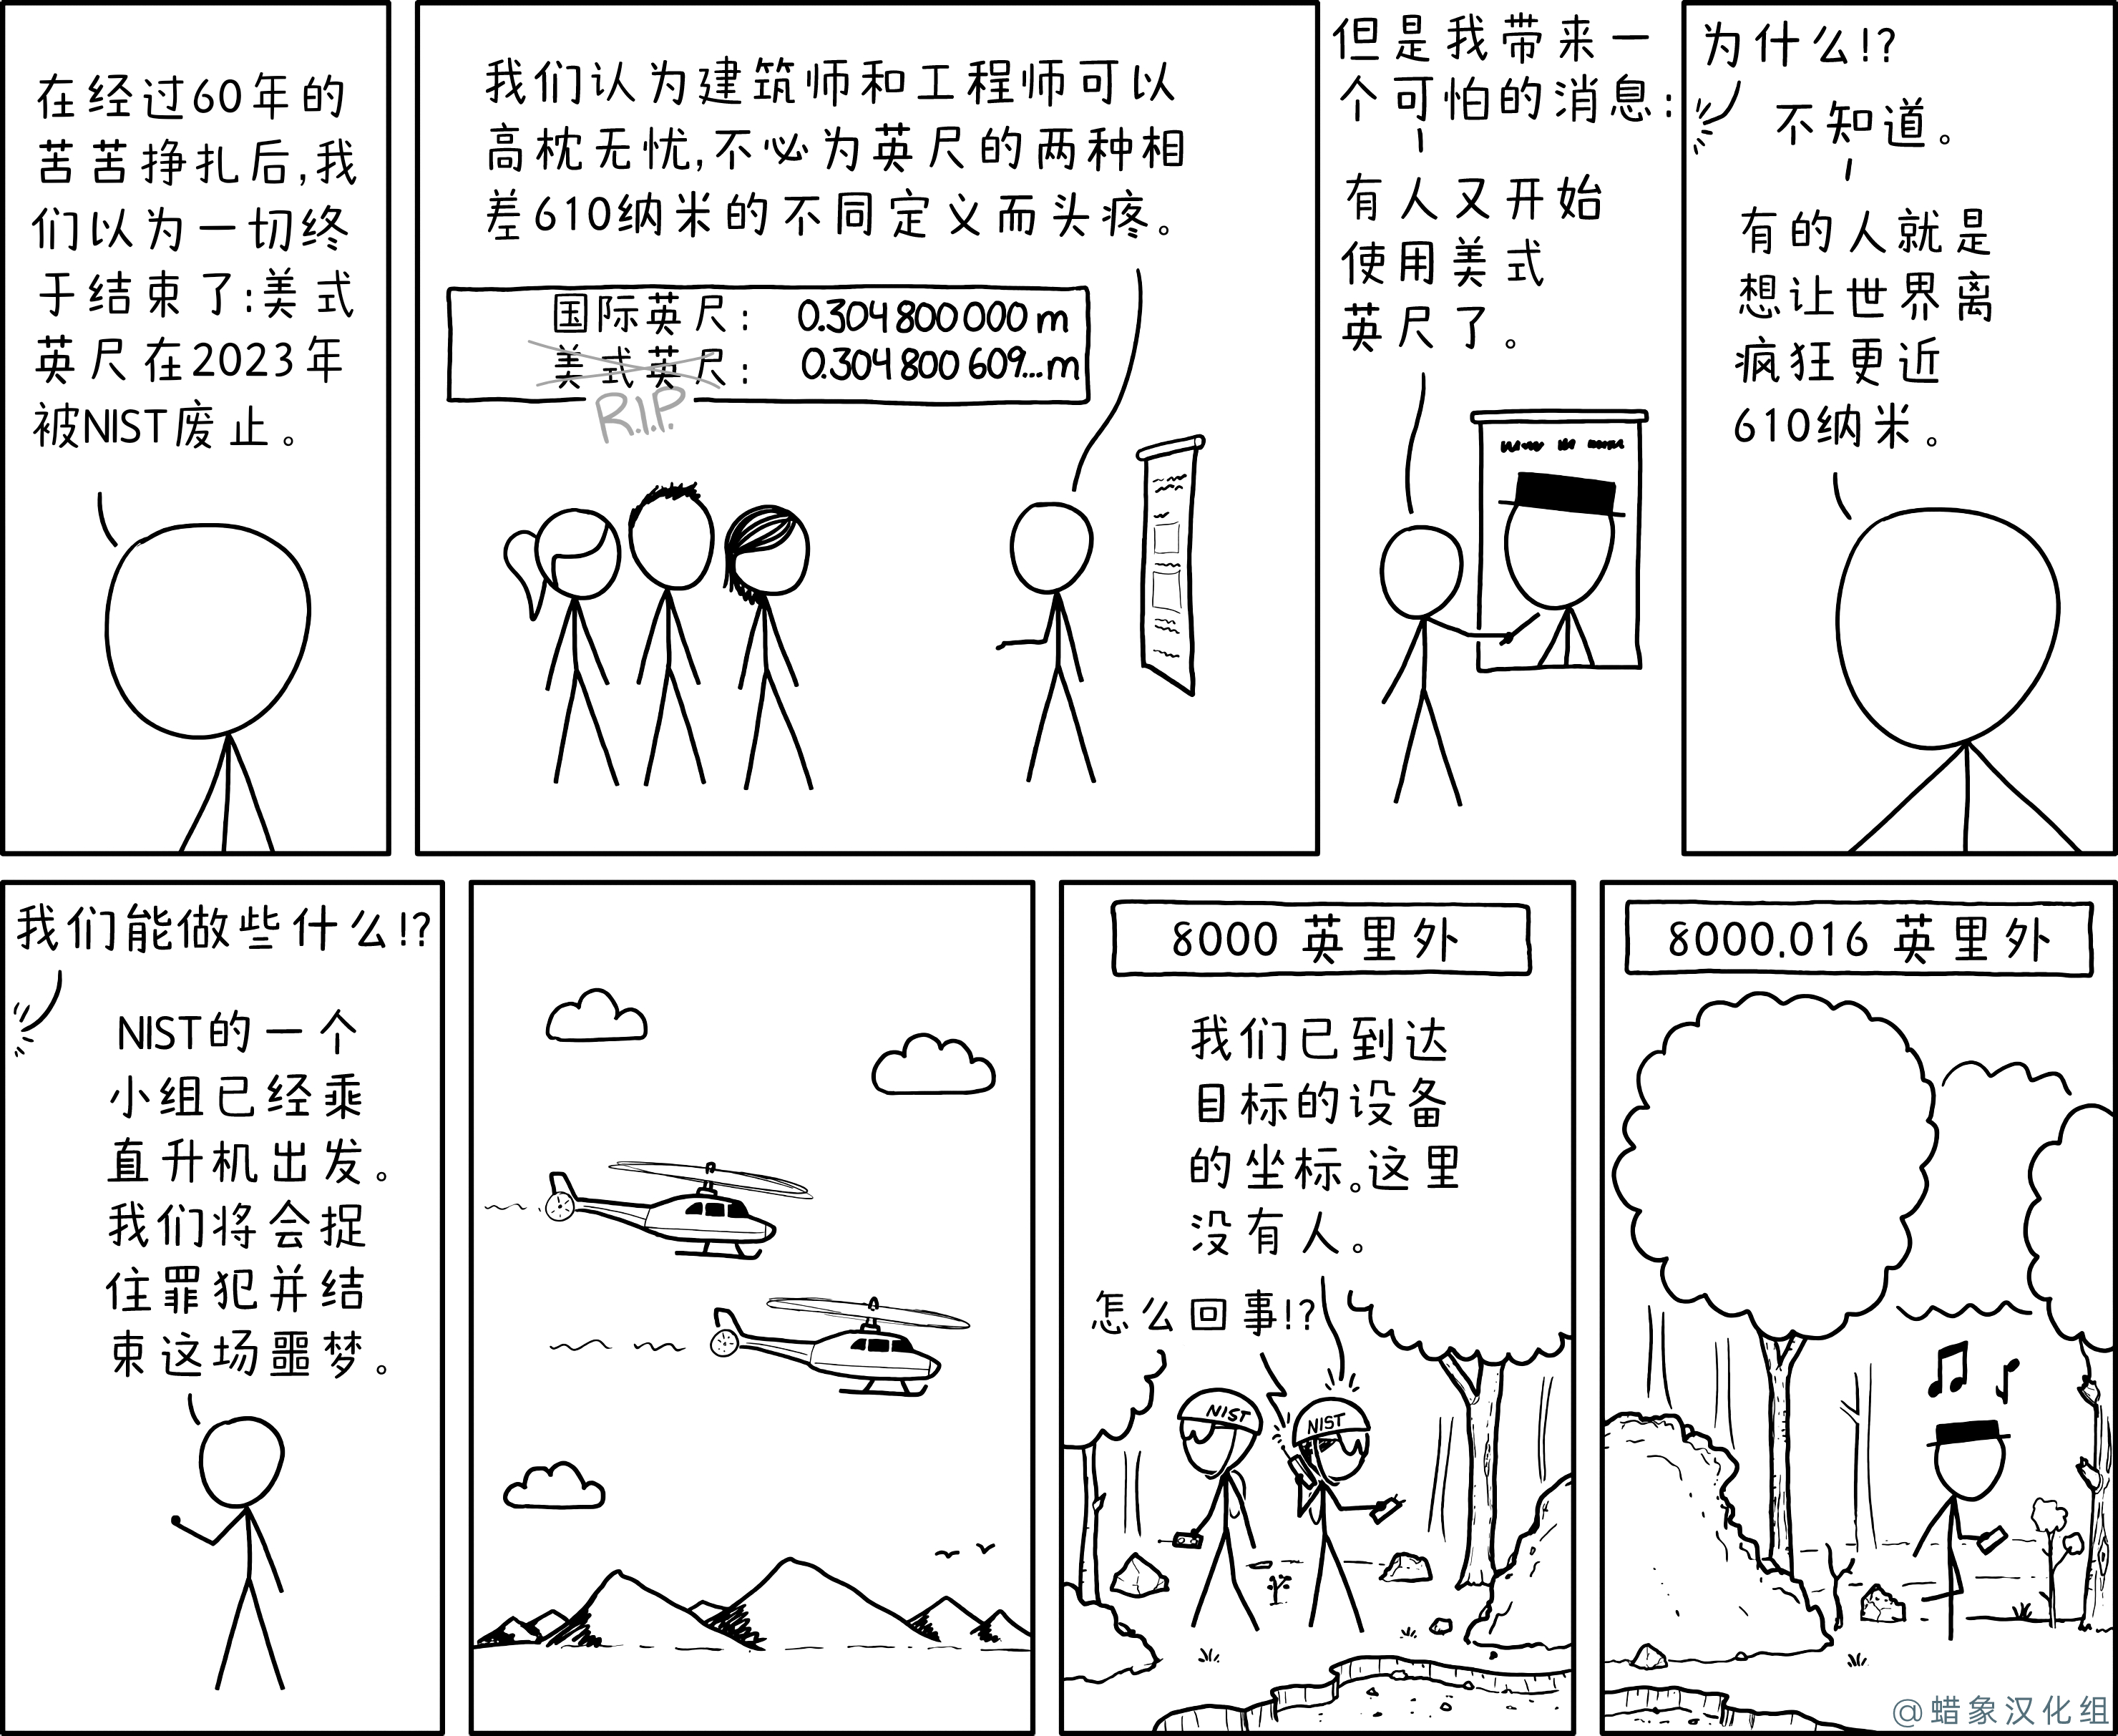 在经过60年的
苦苦挣扎后,我
们以为一切终
于结束了:美式
英尺在2023年
被NIST废止。
我们认为建筑师和工程师可以
高枕无忧,不必为英尺的两种相
差610纳米的不同定义而头疼。
国际英尺: 0.304800000 m
美式英尺: 0.304800609...m
R.I.P.
但是我带来一
个可怕的消息:
有人又开始
使用美式
英尺了。
为什么!?
不知道。
有的人就是
想让世界离
疯狂更近
610纳米。
我们能做些什么!?
NIST的一个
小组已经乘
直升机出发。
我们将会捉
住罪犯并结
束这场噩梦。
8000 英里外
我们已到达
目标的设备
的坐标。这里
没有人。
怎么回事!?
NIST
NIST
8000.016 英里外
@蜡象汉化组